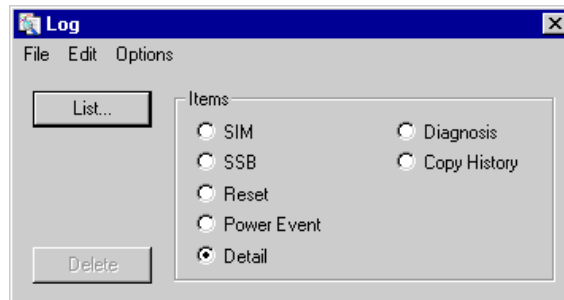 Log
File Edit Options
List...
Items
SIM
Diagnosis
SSB
Copy History
Reset
Power Event
Detail
Delete